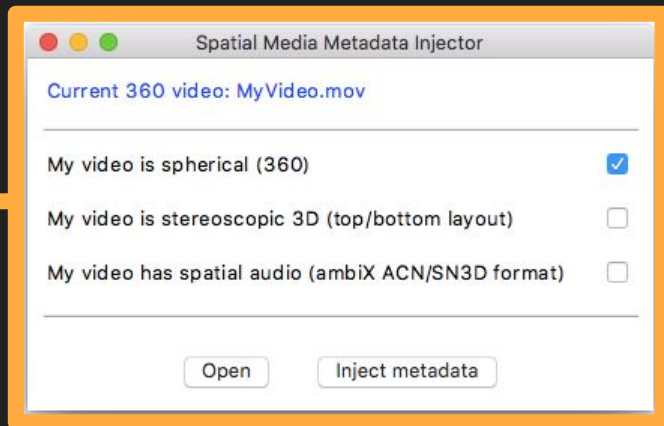 Spatial Media Metadata Injector
Current 360 video: MyVideo.mov
My video is spherical (360)
My video is stereoscopic 3D (top/bottom layout)
My video has spatial audio (ambiX ACN/SN3D format)
Open Inject metadata